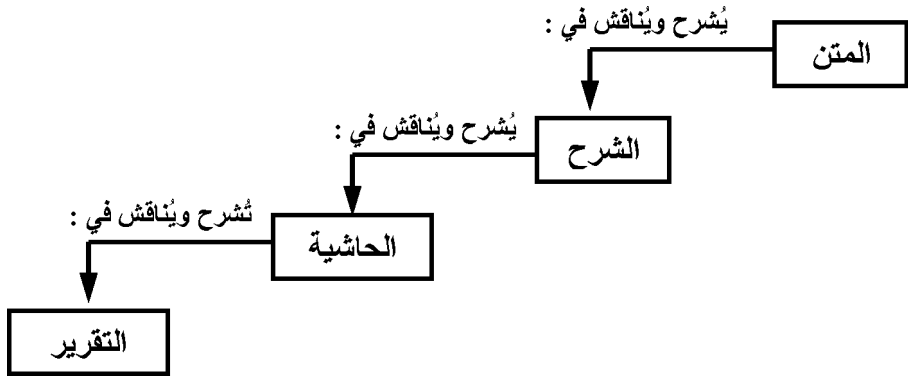 المتن
يُشرح ويُناقش في :
الشرح
يُشرح ويُناقش في :
الحاشية
تُشرح ويُناقش في :
التقرير